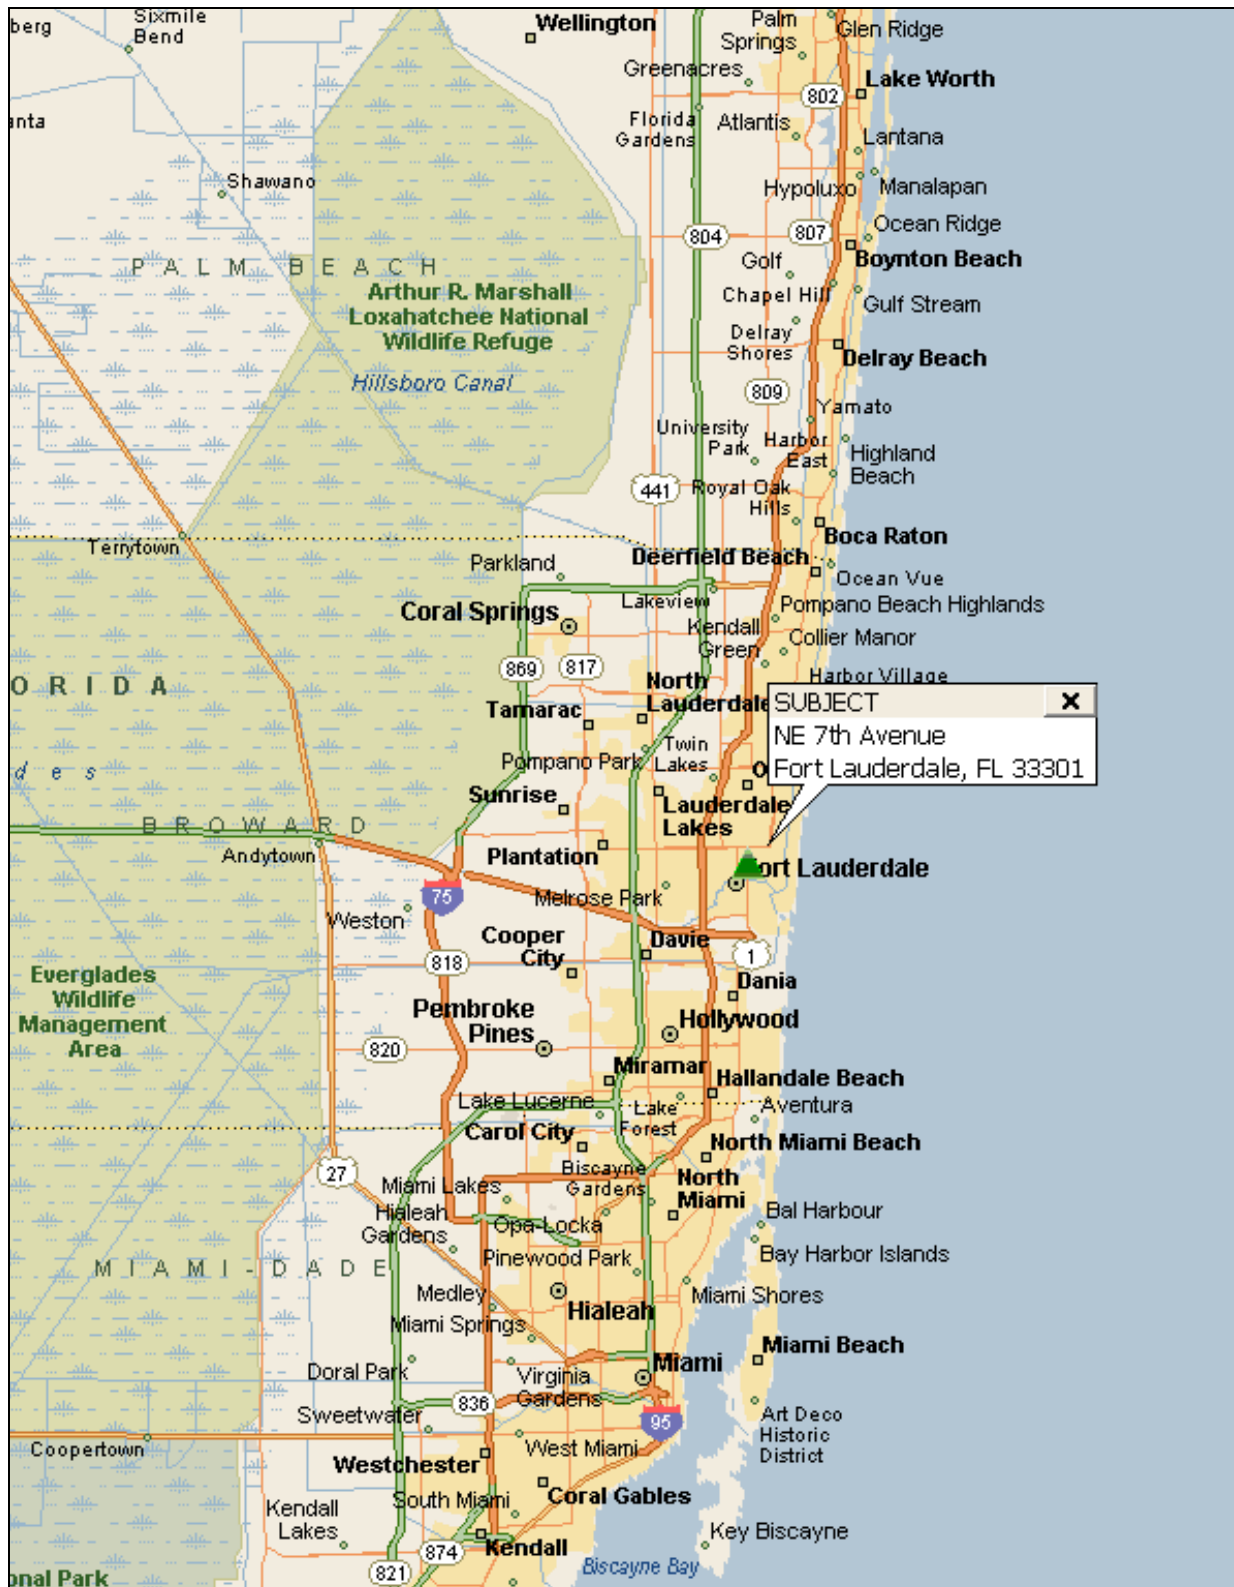 berg
Sixmile
Bend
Wellington
Palm
Springs
Glen Ridge
Greenacres
Lake Worth
802
anta
Florida
Gardens
Atlantis
Lantana
Shawano
Hypoluxo
Manalapan
804
807
Ocean Ridge
PALM BEACH
Golf
Boynton Beach
Arthur R. Marshall
Loxahatchee National
Wildlife Refuge
Chapel Hill
Gulf Stream
Delray
Shores
Delray Beach
Hillsboro Canal
809
Yamato
University
Park
Harbor
East
Highland
Beach
441
Royal Oak
Hills
Boca Raton
Terrytown
Deerfield Beach
Parkland
Ocean Vue
Lakeview
Pompano Beach Highlands
Coral Springs
Kendall
Green
Collier Manor
869
817
Harbor Village
ORIDA
North
Lauderdale
SUBJECT
NE 7th Avenue
Fort Lauderdale, FL 33301
Tamarac
Twin
Lakes
Pompano Park
O
des
Sunrise
Lauderdale
Lakes
BROWARD
Andytown
Plantation
ort Lauderdale
75
Melrose Park
Weston
Cooper
City
Davie
818
1
Everglades
Wildlife
Management
Area
Dania
Pembroke
Pines
Hollywood
820
Miramar
Hallandale Beach
Lake Lucerne
Lake
Forest
Aventura
Carol City
North Miami Beach
27
Biscayne
Gardens
North
Miami
Miami Lakes
Hialeah
Gardens
Opa-Locka
Bal Harbour
Pinewood Park
Bay Harbor Islands
MIAMI-DADE
Medley
Miami Shores
Hialeah
Miami Springs
Miami Beach
Doral Park
Virginia
Gardens
Miami
836
Sweetwater
95
Art Deco
Historic
District
Coopertown
West Miami
Westchester
South Miami
Coral Gables
Kendall
Lakes
Key Biscayne
874
Kendall
821
Biscayne Bay
onal Park